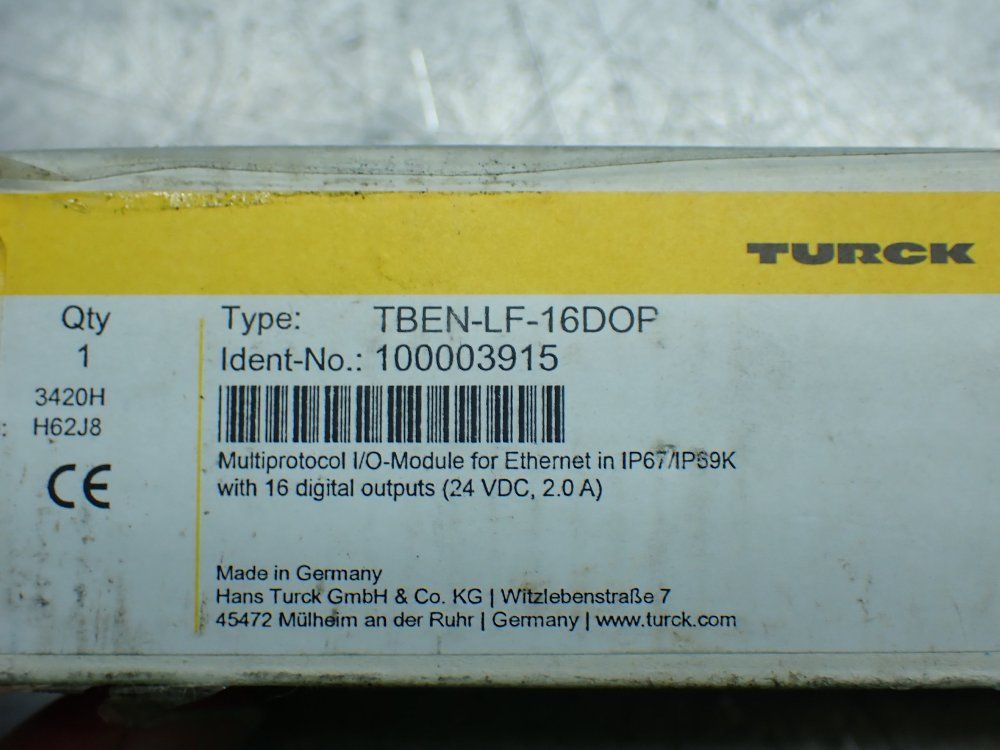 TURCK
Qty
1
3420H
: H62J8
CE
Type: TBEN-LF-16DOP
Ident-No.: 100003915
Multiprotocol I/O-Module for Ethernet in IP67/IP69K
with 16 digital outputs (24 VDC, 2.0 A)
Made in Germany
Hans Turck GmbH & Co. KG | Witzlebenstraße 7
45472 Mülheim an der Ruhr | Germany | www.turck.com